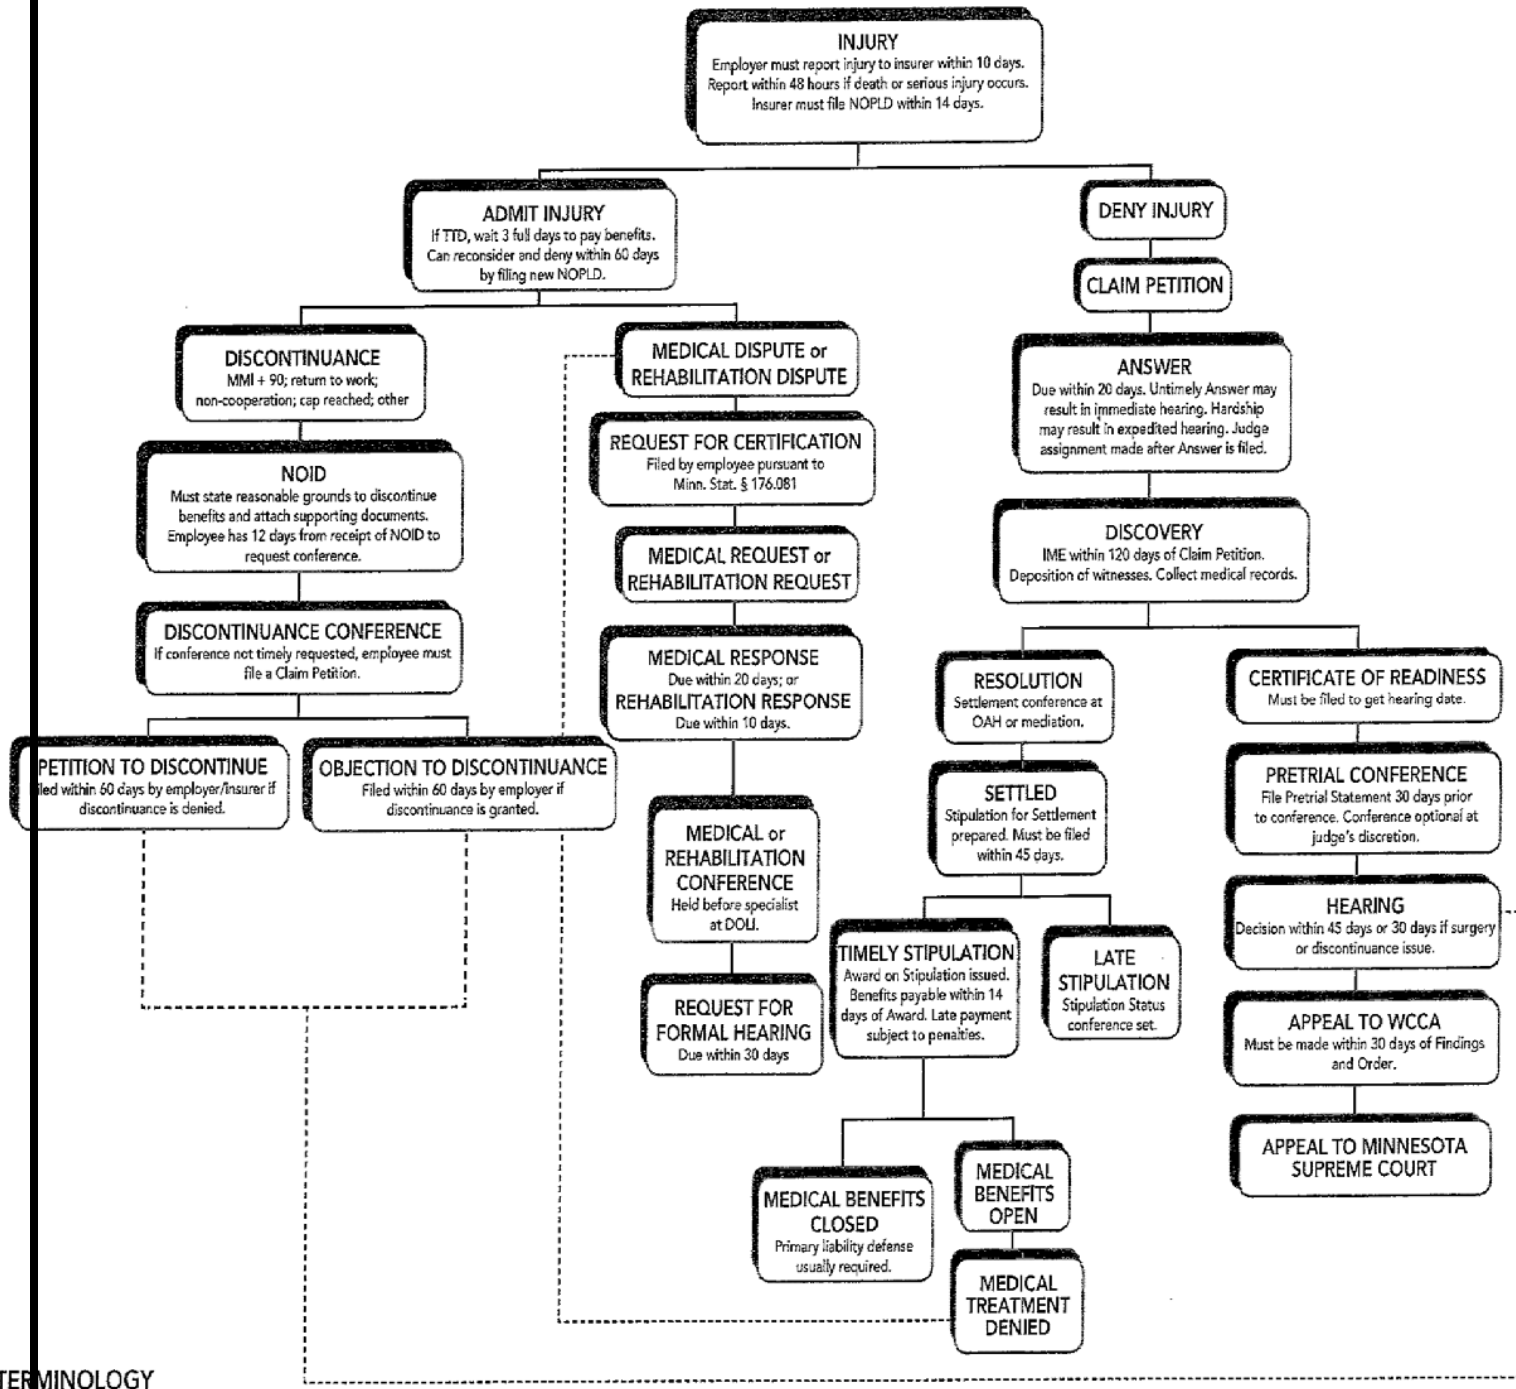 INJURY
Employer must report injury to insurer within 10 days.
Report within 48 hours if death or serious injury occurs.
Insurer must file NOPLD within 14 days.
ADMIT INJURY
If TTD, wait 3 full days to pay benefits.
Can reconsider and deny within 60 days
by filing new NOPLD.
DENY INJURY
CLAIM PETITION
DISCONTINUANCE
MMI + 90; return to work;
non-cooperation; cap reached; other
NOID
Must state reasonable grounds to discontinue
benefits and attach supporting documents.
Employee has 12 days from receipt of NOID to
request conference.
DISCONTINUANCE CONFERENCE
If conference not timely requested, employee must
file a Claim Petition.
PETITION TO DISCONTINUE
iled within 60 days by employer/insurer if
discontinuance is denied.
OBJECTION TO DISCONTINUANCE
Filed within 60 days by employer if
discontinuance is granted.
MEDICAL DISPUTE or
REHABILITATION DISPUTE
REQUEST FOR CERTIFICATION
Filed by employee pursuant to
Minn. Stat. § 176.081
MEDICAL REQUEST or
REHABILITATION REQUEST
MEDICAL RESPONSE
Due within 20 days; or
REHABILITATION RESPONSE
Due within 10 days.
MEDICAL or
REHABILITATION
CONFERENCE
Held before specialist
at DOLI.
REQUEST FOR
FORMAL HEARING
Due within 30 days
ANSWER
Due within 20 days. Untimely Answer may
result in immediate hearing. Hardship
may result in expedited hearing. Judge
assignment made after Answer is filed.
DISCOVERY
IME within 120 days of Claim Petition.
Deposition of witnesses. Collect medical records.
RESOLUTION
Settlement conference at
OAH or mediation.
SETTLED
Stipulation for Settlement
prepared. Must be filed
within 45 days.
TIMELY STIPULATION
Award on Stipulation issued.
Benefits payable within 14
days of Award. Late payment
subject to penalties.
LATE
STIPULATION
Stipulation Status
conference set.
MEDICAL BENEFITS
CLOSED
Primary liability defense
usually required.
MEDICAL
BENEFITS
OPEN
MEDICAL
TREATMENT
DENIED
CERTIFICATE OF READINESS
Must be filed to get hearing date.
PRETRIAL CONFERENCE
File Pretrial Statement 30 days prior
to conference. Conference optional at
judge's discretion.
HEARING
Decision within 45 days or 30 days if surgery
or discontinuance issue.
APPEAL TO WCCA
Must be made within 30 days of Findings
and Order.
APPEAL TO MINNESOTA
SUPREME COURT
TERMINOLOGY